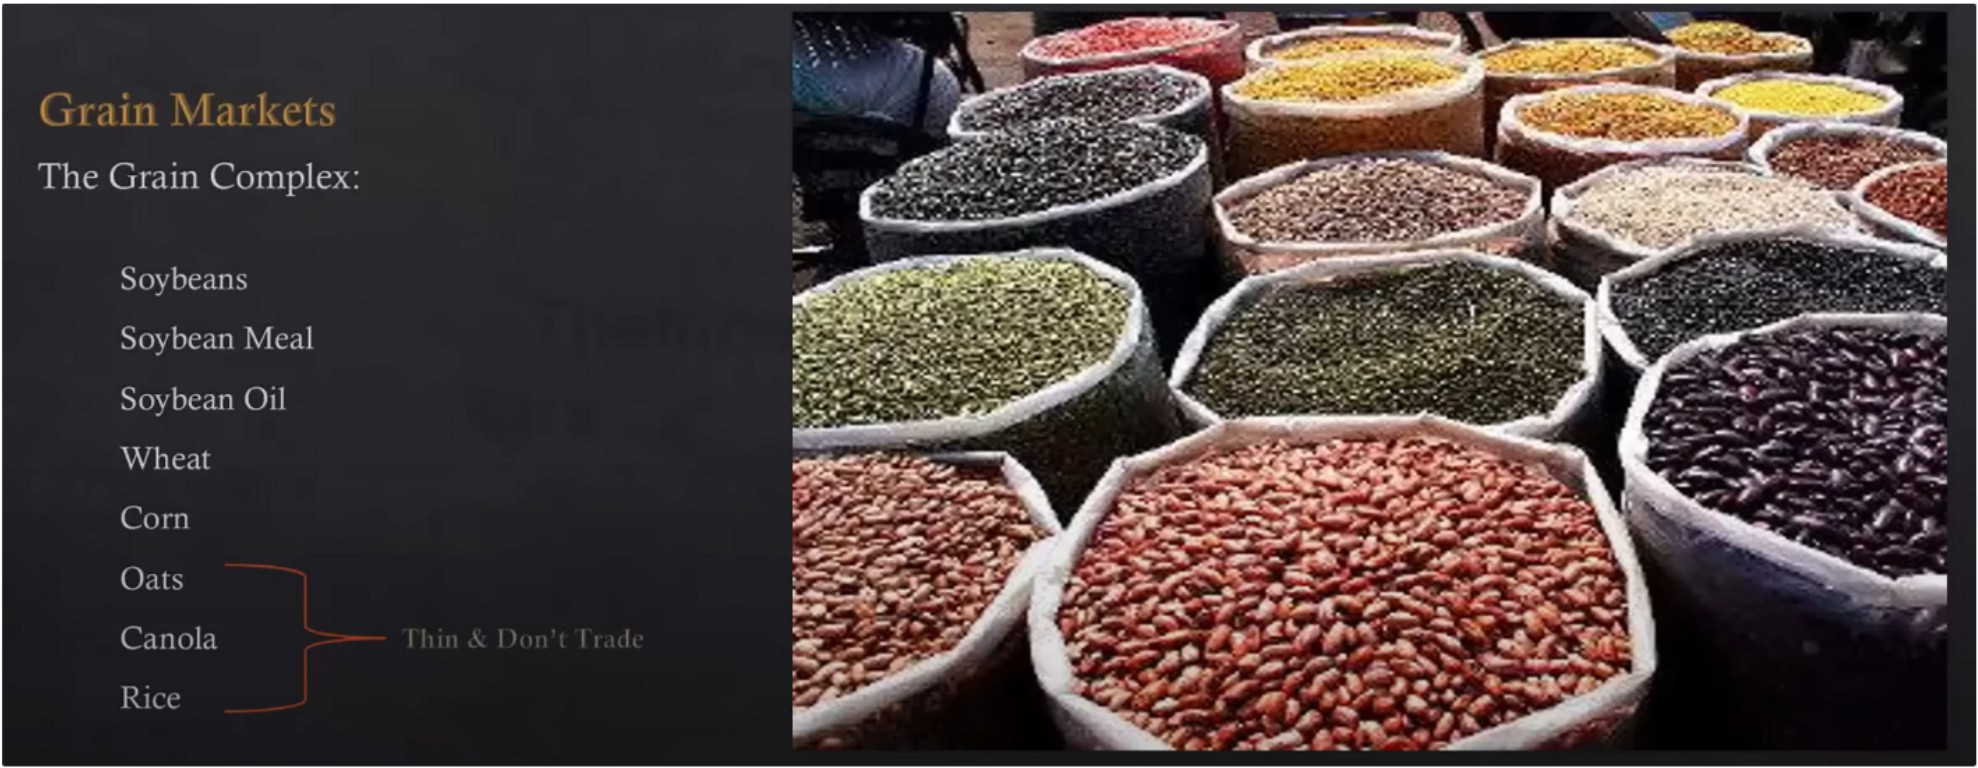 Grain Markets
The Grain Complex:
Soybeans
Soybean Meal
Soybean Oil
Wheat
Corn
Oats
Canola
Rice
Thin & Don't Trade